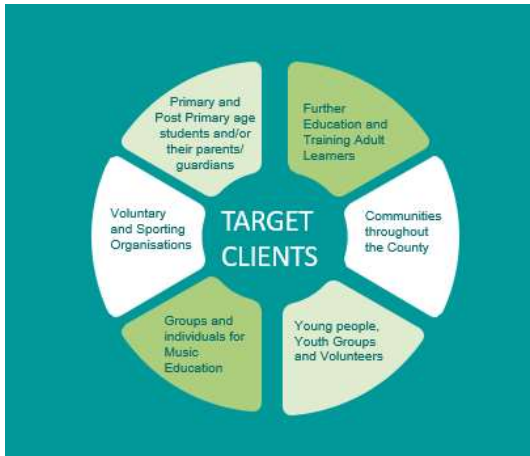 Primary and
Post Primary age
students and/or
their parents/
guardians
Further
Education and
Training Adult
Learners
Voluntary
and Sporting
Organisations
TARGET
CLIENTS
Communities
throughout
the County
Groups and
individuals for
Music
Education
Young people,
Youth Groups
and Volunteers